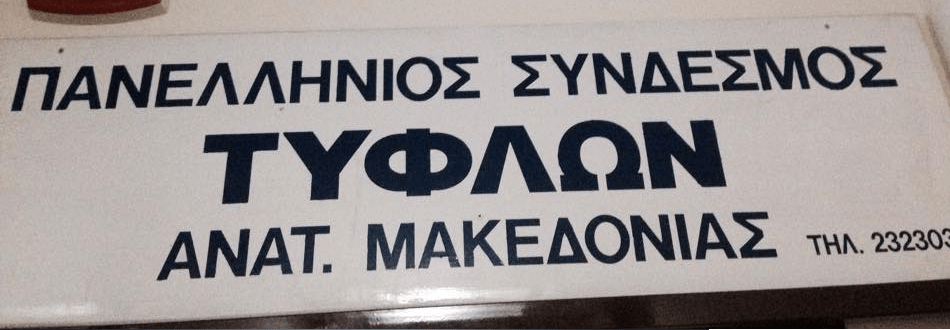 ΠΑΝΕΛΛΗΝΙΟΣ ΣΥΝΔΕΣΜΟΣ
ΤΥΦΛΩΝ
ΑΝΑΤ. ΜΑΚΕΔΟΝΙΑΣ ΤΗΛ. 232303